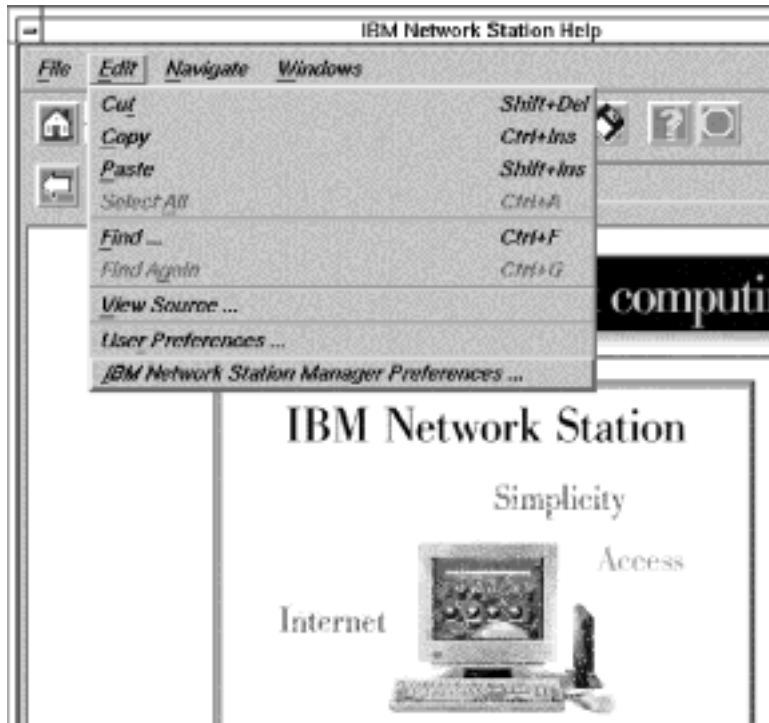 IBM Network Station Help
File Edit Navigate Windows
Cut Shift+Del
Copy Ctrl+Ins
Paste Shift+Ins
Select All Ctrl+A
Find ... Ctrl+F
Find Again Ctrl+G
View Source ...
User Preferences ...
IBM Network Station Manager Preferences ...
computi
IBM Network Station
Simplicity
Access
Internet